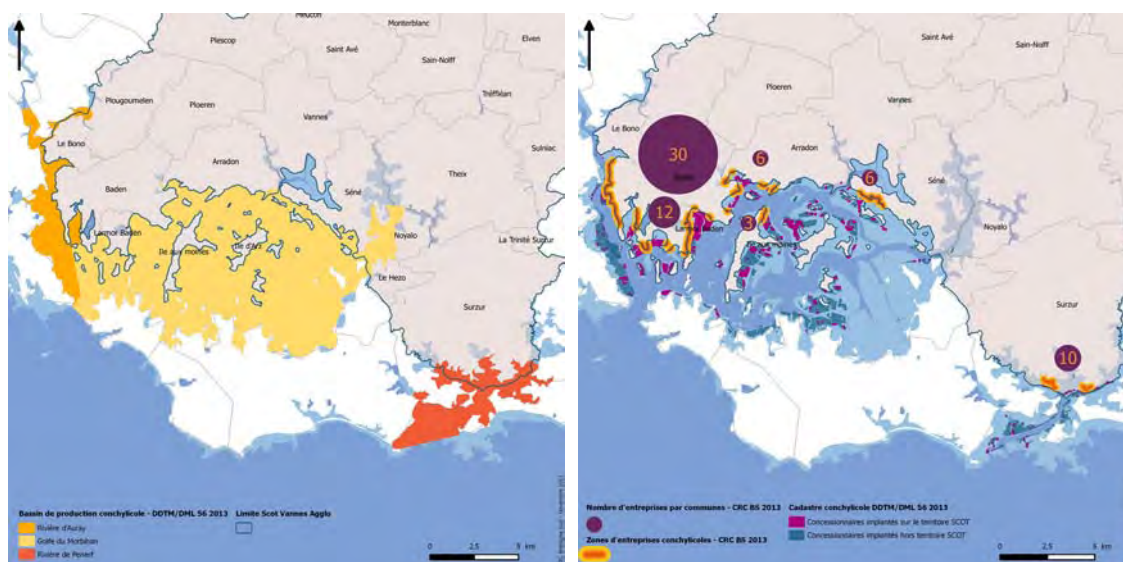 Meucon
Monterblanc
Plescop
Saint Avé
Elven
Sain-Nolff
Plougoumelen
Ploeren
Tréffléan
Vannes
Le Bono
Arradon
Sulniac
Baden
Séné
Theix
Larmor Baden
Noyalo
Ile aux moines
Ile d'Arz
La Trinité Surzur
Le Hezo
Surzur
Bassin de production conchylicole - DDTM/DML 56 2013
Limite Scot Vannes Agglo
Rivière d'Auray
Golfe du Morbihan
Rivière de Penerf
0 2.5 5
km
Saint Avé
Sain-Nolff
Ploeren
Vannes
Le Bono
30
6
Arradon
6
Séné
12
3
Larmor Baden
Noyalo
Ile aux moines
Surzur
10
Nombre d'entreprises par communes - CRC BS 2013
Cadastre conchylicole DDTM/DML 56 2013
Concessionnaires implantés sur le territoire SCOT
Concessionnaires implantés hors territoire SCOT
Zones d'entreprises conchylicoles - CRC BS 2013
0 2.5 5
km